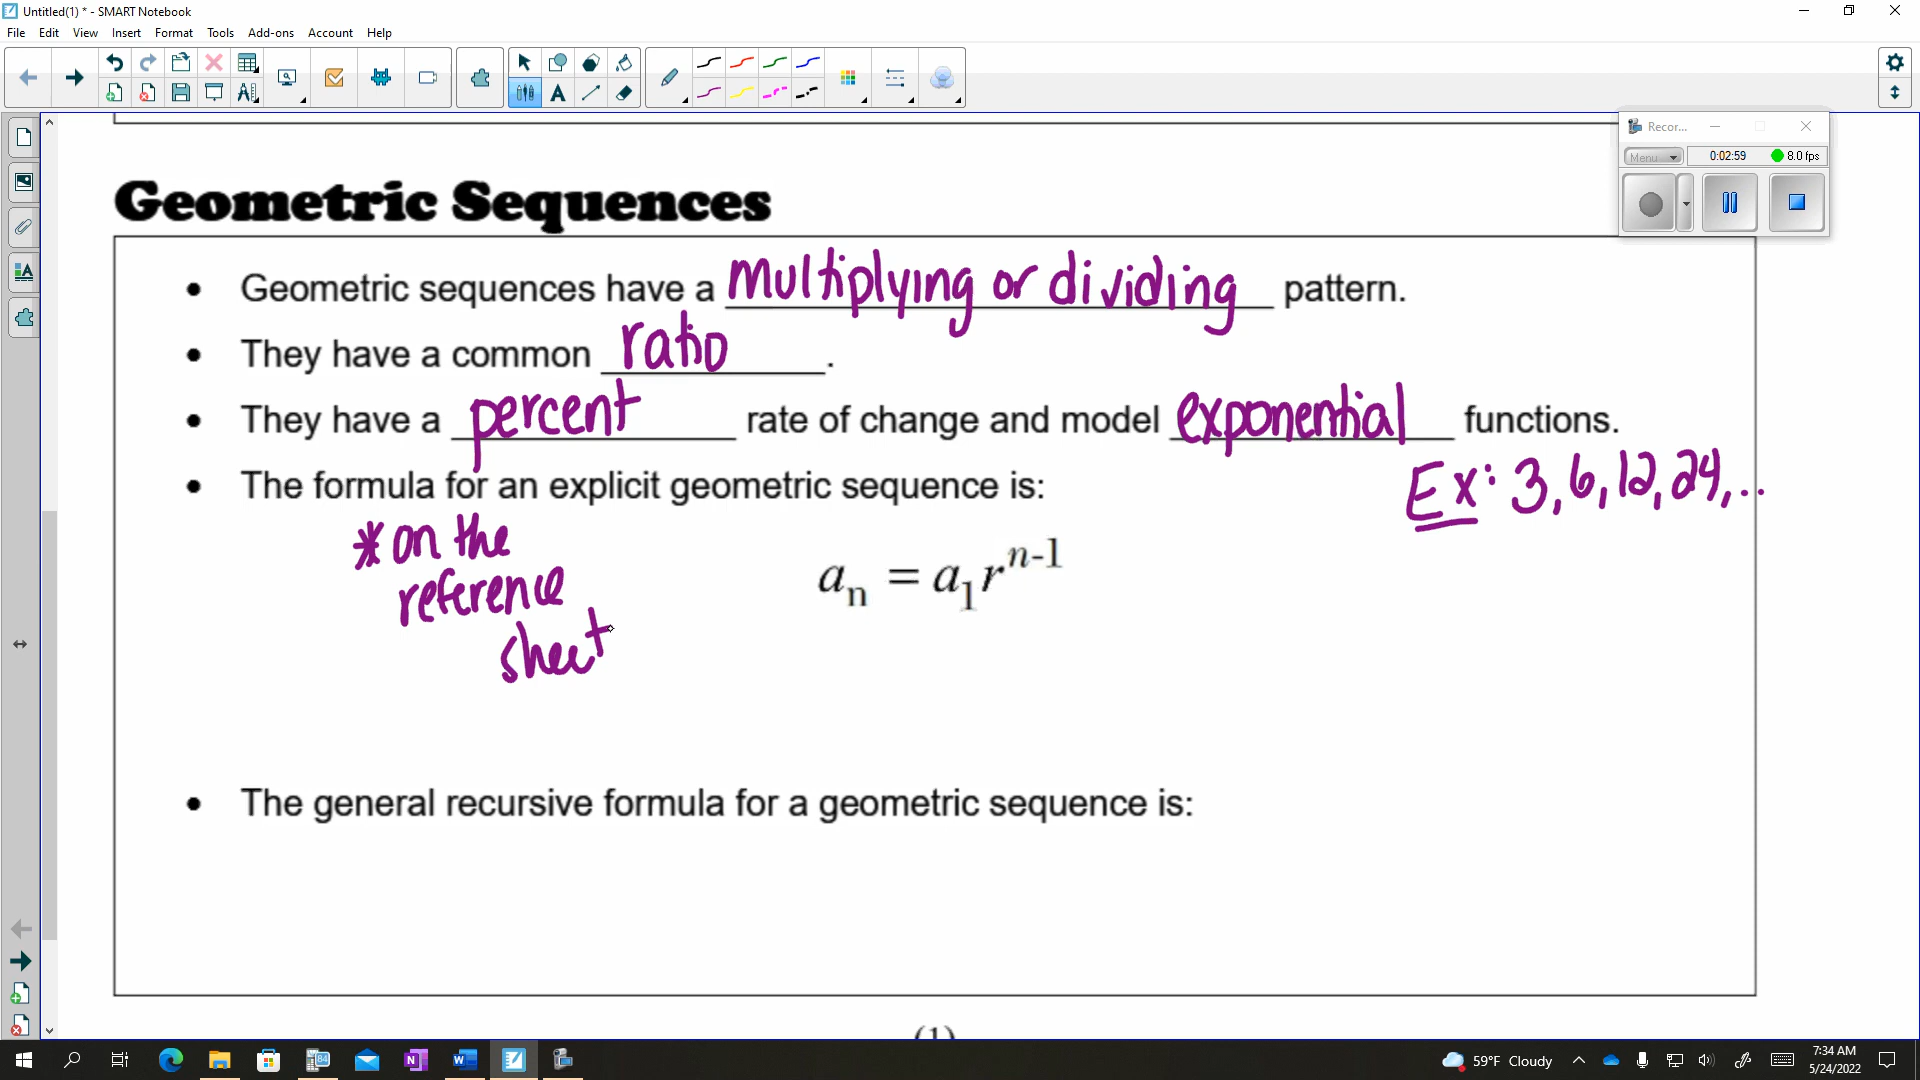 Untitled(1) * - SMART Notebook
File Edit View Insert Format Tools Add-ons Account Help
Recor...
Menu 0:02:59 8.0 fps
Geometric Sequences
• Geometric sequences have a multiplying or dividing pattern.
• They have a common ratio.
• They have a percent rate of change and model exponential functions.
• The formula for an explicit geometric sequence is:
Ex: 3, 6, 12, 24, ...
* on the
reference
sheet
aₙ = a₁rⁿ⁻¹
• The general recursive formula for a geometric sequence is:
59°F Cloudy
7:34 AM
5/24/2022